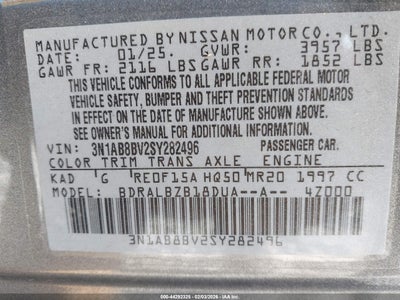 MANUFACTURED BY NISSAN MOTOR CO., LTD.
DATE: 01/25. GVWR: 3957 LBS
GAWR FR: 2116 LBS GAWR RR: 1852 LBS
THIS VEHICLE CONFORMS TO ALL APPLICABLE FEDERAL MOTOR
VEHICLE SAFETY, BUMPER AND THEFT PREVENTION STANDARDS
IN EFFECT ON THE DATE OF MANUFACTURE SHOWN ABOVE.
SEE OWNER'S MANUAL FOR ADDITIONAL INFORMATION.
VIN: 3N1AB8BV2SY282496 PASSENGER CAR.
COLOR TRIM TRANS AXLE ENGINE
KAD G RE0F15A HQ50 MR20 1997 CC
MODEL: BDRALBZB18DUA--A-- 4Z000
3N1AB8BV2SY282496
000-44292326 - 02/03/2026 - IAA Inc.